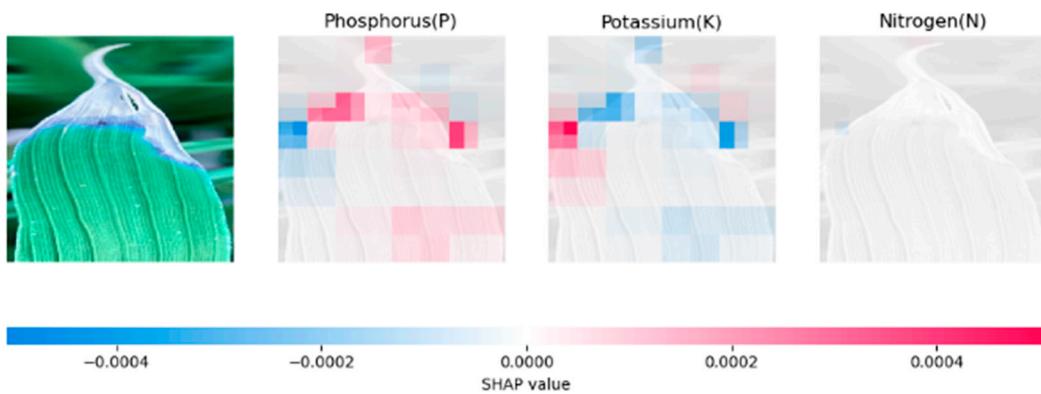 Phosphorus(P) Potassium(K) Nitrogen(N)
−0.0004 −0.0002 0.0000 0.0002 0.0004
SHAP value